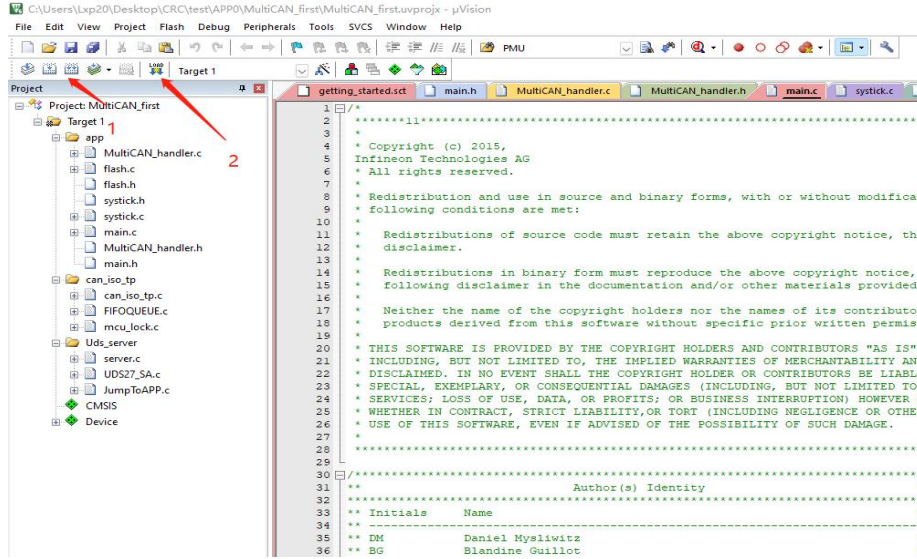 C:\Users\Lxp20\Desktop\CRC\test\APP0\MultiCAN_first\MultiCAN_first.uvprojx - µVision
File Edit View Project Flash Debug Peripherals Tools SVCS Window Help
PMU
LOAD Target 1
Project
getting_started.sct main.h MultiCAN_handler.c MultiCAN_handler.h main.c systick.c
Project: MultiCAN_first
Target 1
1
2
app
MultiCAN_handler.c
flash.c
flash.h
systick.h
systick.c
main.c
MultiCAN_handler.h
main.h
can_iso_tp
can_iso_tp.c
FIFOQUEUE.c
mcu_lock.c
Uds_server
server.c
UDS27_SA.c
JumpToAPP.c
CMSIS
Device
1 /*
2 *******11*****************************************************************
3 *
4 * Copyright (c) 2015,
5 Infineon Technologies AG
6 * All rights reserved.
7 *
8 * Redistribution and use in source and binary forms, with or without modifica
9 * following conditions are met:
10 *
11 * Redistributions of source code must retain the above copyright notice, th
12 * disclaimer.
13 *
14 * Redistributions in binary form must reproduce the above copyright notice,
15 * following disclaimer in the documentation and/or other materials provided
16 *
17 * Neither the name of the copyright holders nor the names of its contributo
18 * products derived from this software without specific prior written permis
19 *
20 * THIS SOFTWARE IS PROVIDED BY THE COPYRIGHT HOLDERS AND CONTRIBUTORS "AS IS"
21 * INCLUDING, BUT NOT LIMITED TO, THE IMPLIED WARRANTIES OF MERCHANTABILITY AN
22 * DISCLAIMED. IN NO EVENT SHALL THE COPYRIGHT HOLDER OR CONTRIBUTORS BE LIABL
23 * SPECIAL, EXEMPLARY, OR CONSEQUENTIAL DAMAGES (INCLUDING, BUT NOT LIMITED TO
24 * SERVICES; LOSS OF USE, DATA, OR PROFITS; OR BUSINESS INTERRUPTION) HOWEVER
25 * WHETHER IN CONTRACT, STRICT LIABILITY,OR TORT (INCLUDING NEGLIGENCE OR OTHE
26 * USE OF THIS SOFTWARE, EVEN IF ADVISED OF THE POSSIBILITY OF SUCH DAMAGE.
27 *
28 **************************************************************************
29
30 /*************************************************************************
31 ** Author(s) Identity
32 **************************************************************************
33 ** Initials Name
34 ** -----------------------------------------------------------------------
35 ** DM Daniel Mysliwitz
36 ** BG Blandine Guillot